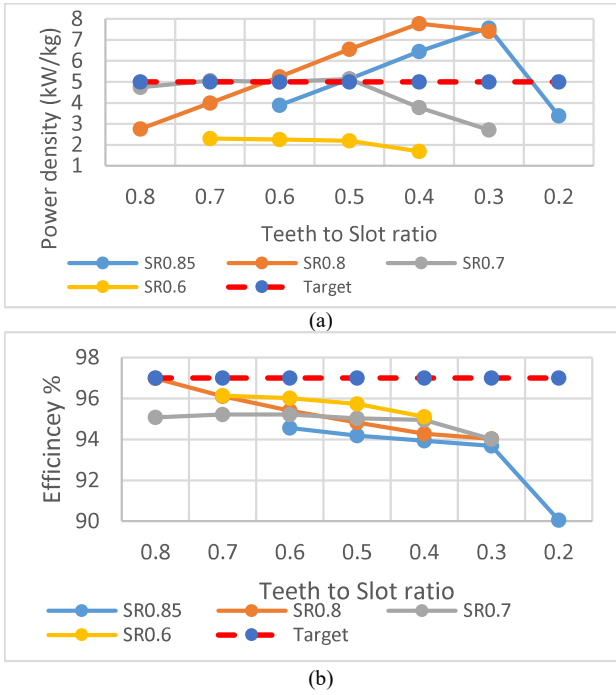 8
7
6
5
4
3
2
1
Power density (kW/kg)
0.8 0.7 0.6 0.5 0.4 0.3 0.2
Teeth to Slot ratio
SR0.85 SR0.8 SR0.7
SR0.6 Target
(a)
98
96
94
92
90
Efficincey %
0.8 0.7 0.6 0.5 0.4 0.3 0.2
Teeth to Slot ratio
SR0.85 SR0.8 SR0.7
SR0.6 Target
(b)